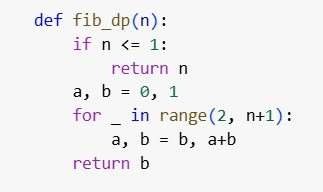 def fib_dp(n):
    if n <= 1:
        return n
    a, b = 0, 1
    for _ in range(2, n+1):
        a, b = b, a+b
    return b